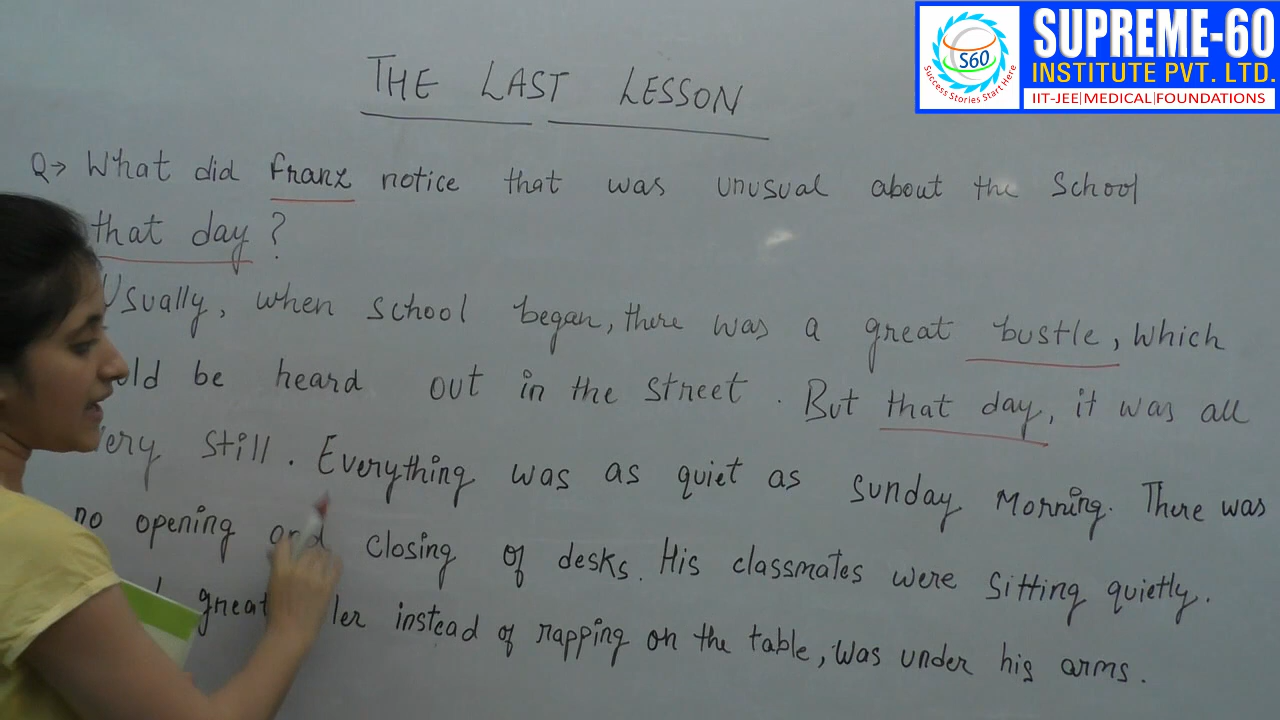 SUPREME-60
INSTITUTE PVT. LTD.
IIT-JEE|MEDICAL|FOUNDATIONS
S60
Success Stories Start Here
THE LAST LESSON
Q→ What did Franz notice that was unusual about the School
that day ?
Usually, when school began, there was a great bustle, which
be heard out in the street . But that day, it was all
very still . Everything was as quiet as Sunday Morning. There was
no opening and closing of desks. His classmates were Sitting quietly.
great instead of rapping on the table, was under his arms .